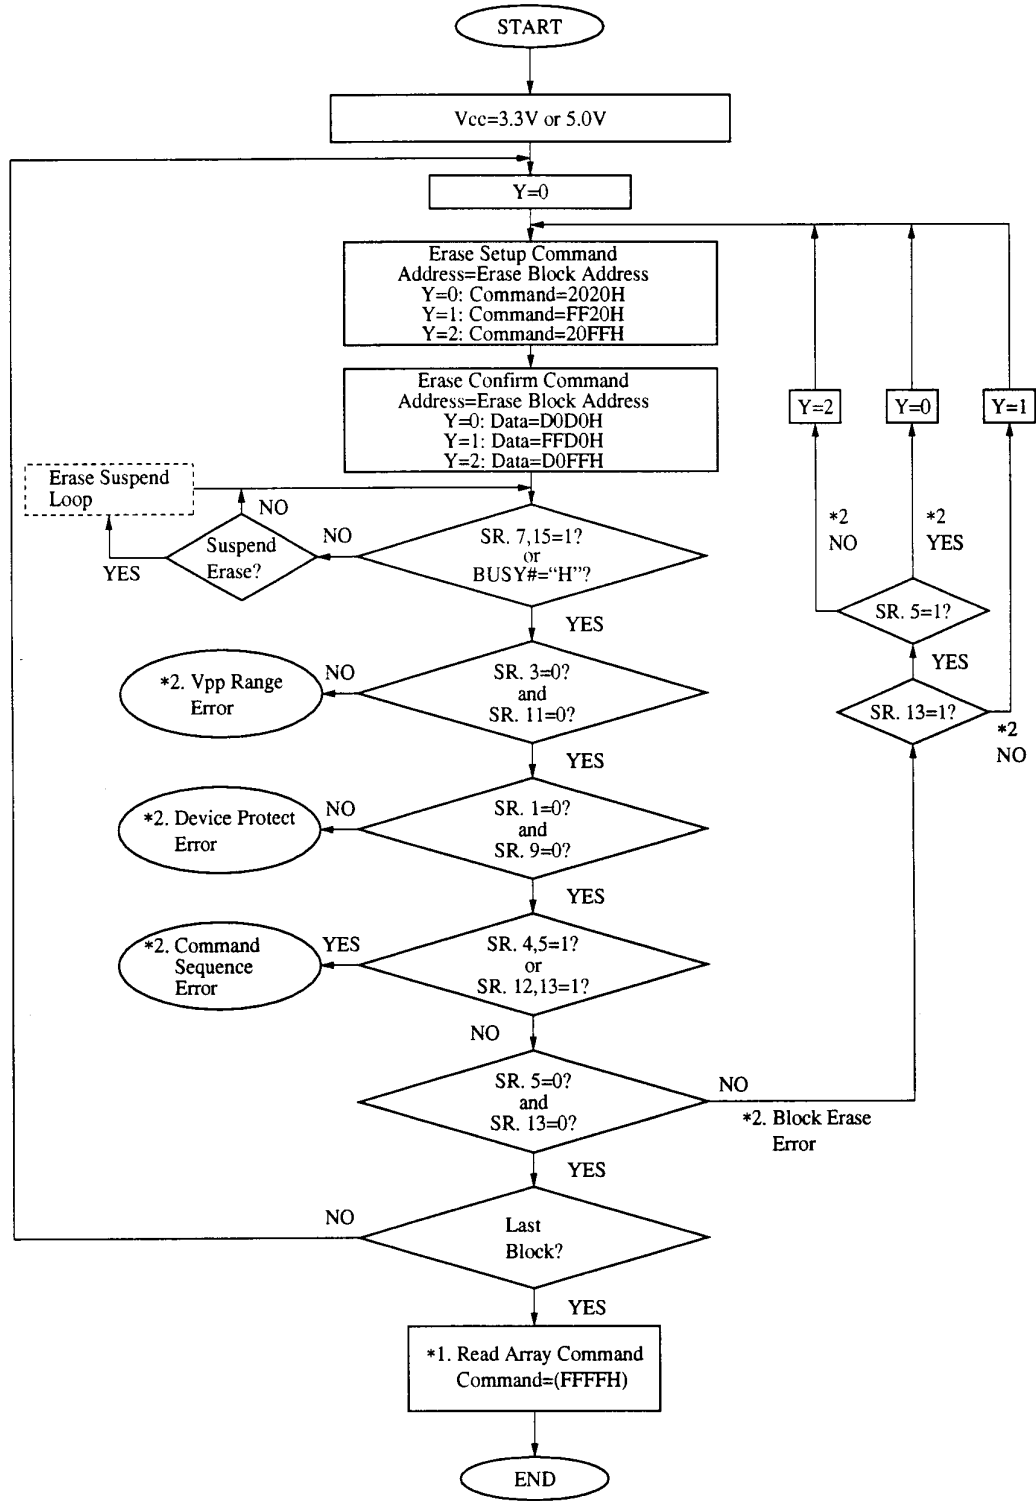 START
Vcc=3.3V or 5.0V
Y=0
Erase Setup Command
Address=Erase Block Address
Y=0: Command=2020H
Y=1: Command=FF20H
Y=2: Command=20FFH
Erase Confirm Command
Address=Erase Block Address
Y=0: Data=D0D0H
Y=1: Data=FFD0H
Y=2: Data=D0FFH
Y=2
Y=0
Y=1
Erase Suspend
Loop
NO
Suspend
Erase?
YES
NO
SR. 7,15=1?
or
BUSY#="H"?
YES
*2
NO
*2
YES
SR. 5=1?
YES
SR. 13=1?
*2
NO
*2. Vpp Range
Error
NO
SR. 3=0?
and
SR. 11=0?
YES
*2. Device Protect
Error
NO
SR. 1=0?
and
SR. 9=0?
YES
*2. Command
Sequence
Error
YES
SR. 4,5=1?
or
SR. 12,13=1?
NO
SR. 5=0?
and
SR. 13=0?
NO
*2. Block Erase
Error
YES
NO
Last
Block?
YES
*1. Read Array Command
Command=(FFFFH)
END